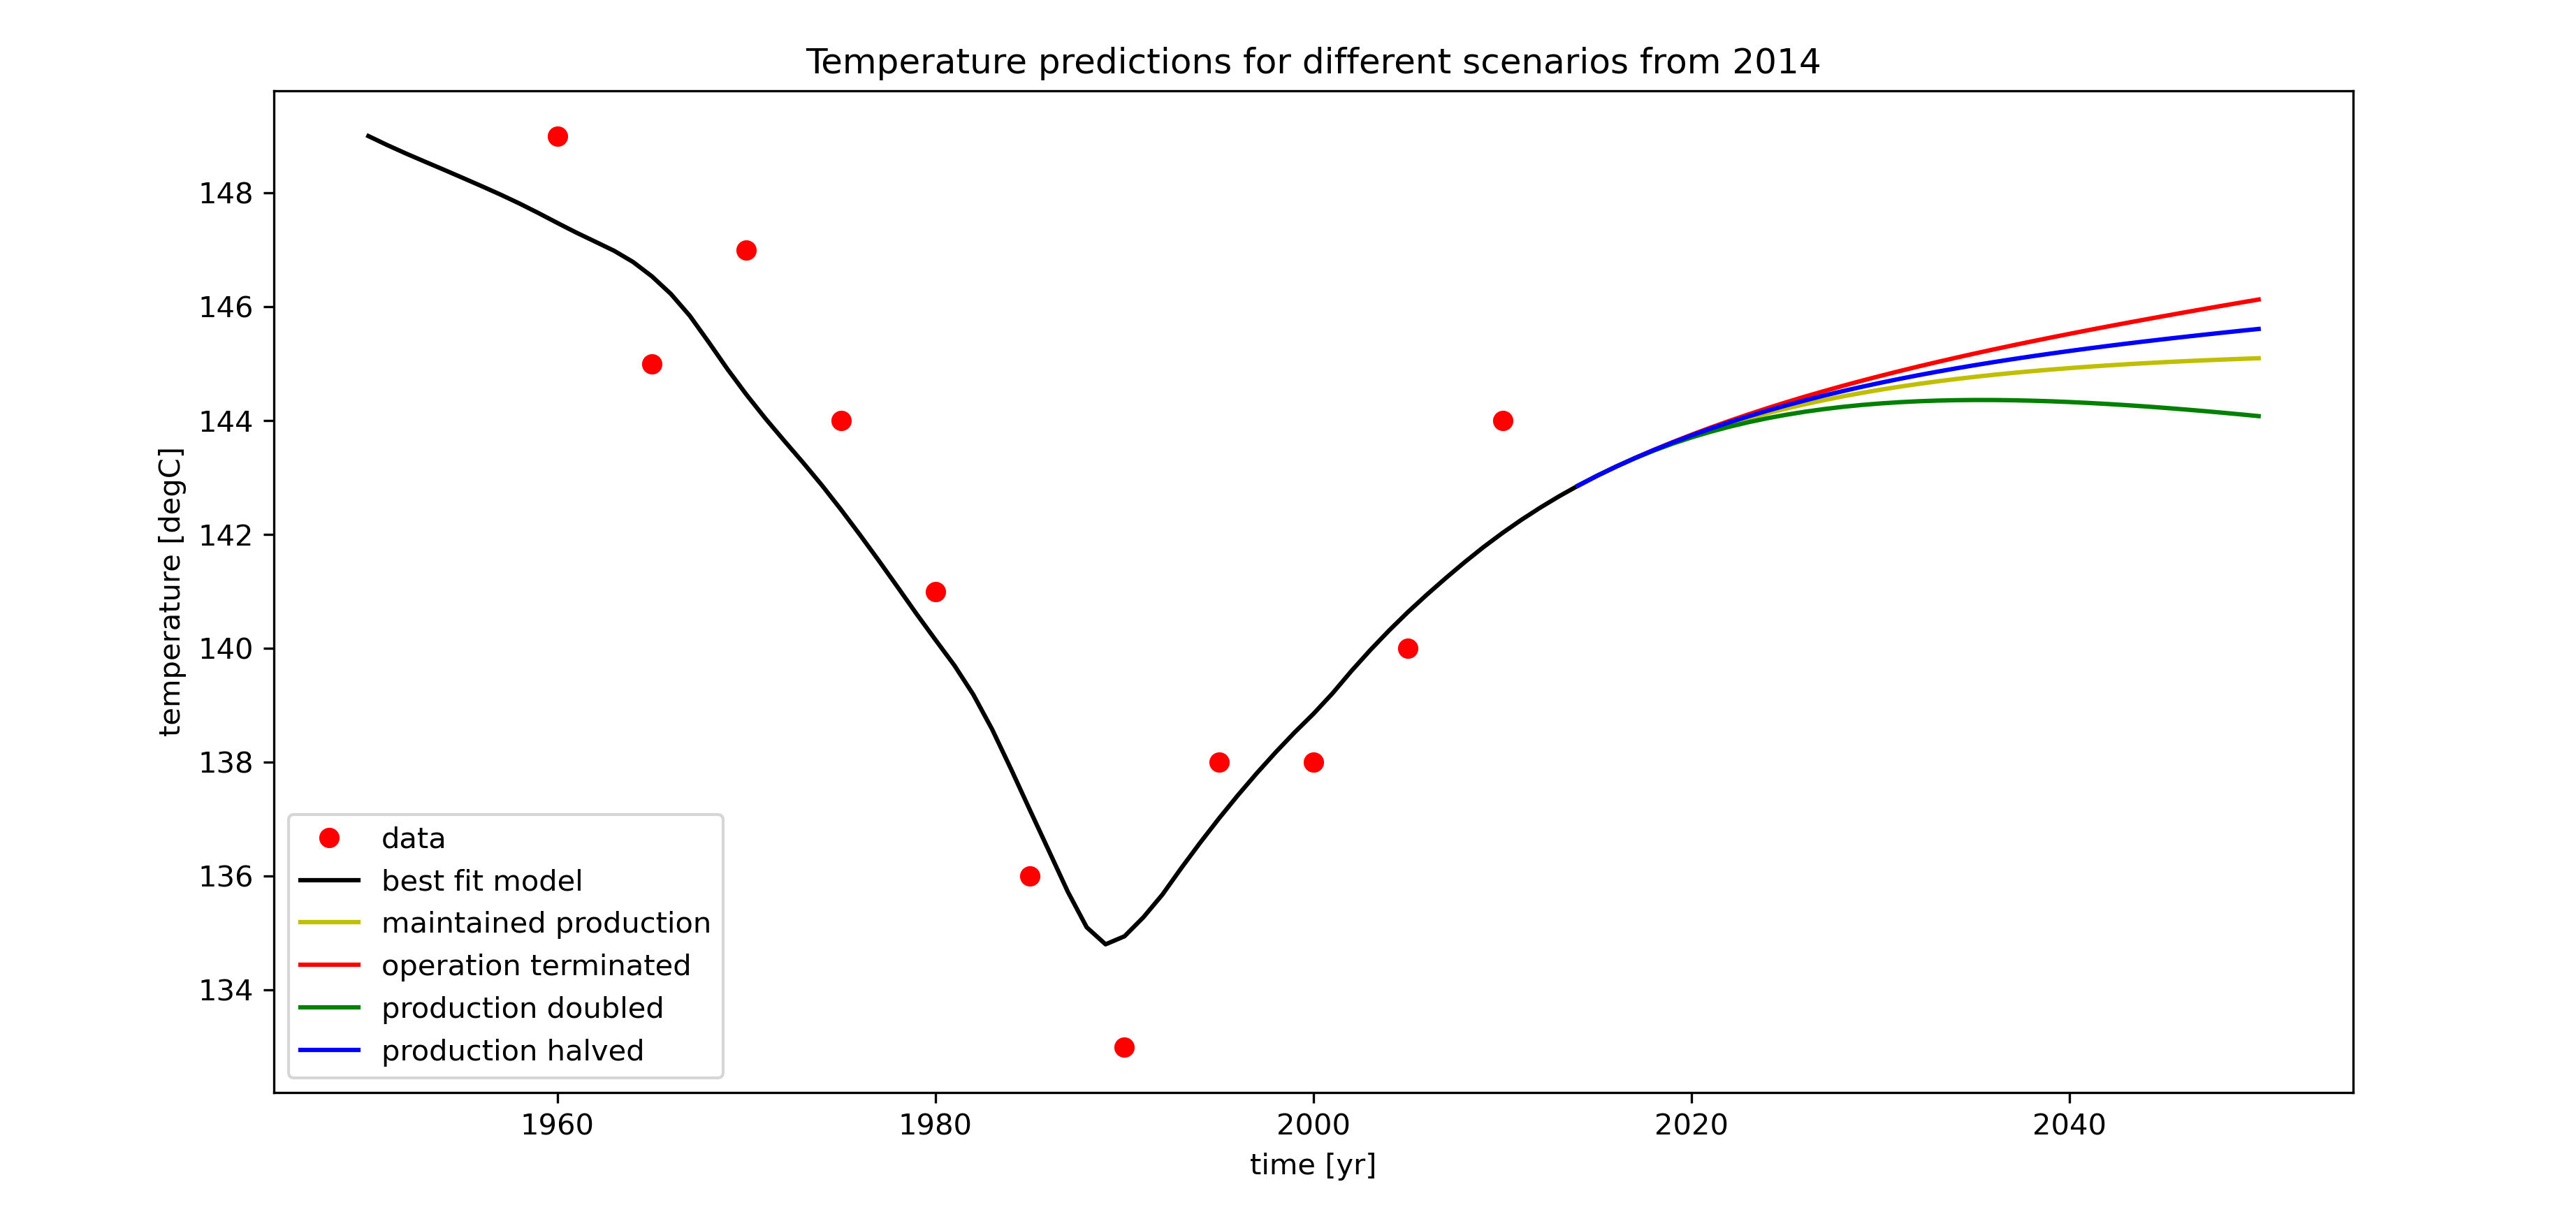 Temperature predictions for different scenarios from 2014
temperature [degC]
148
146
144
142
140
138
136
134
data
best fit model
maintained production
operation terminated
production doubled
production halved
1960
1980
2000
2020
2040
time [yr]